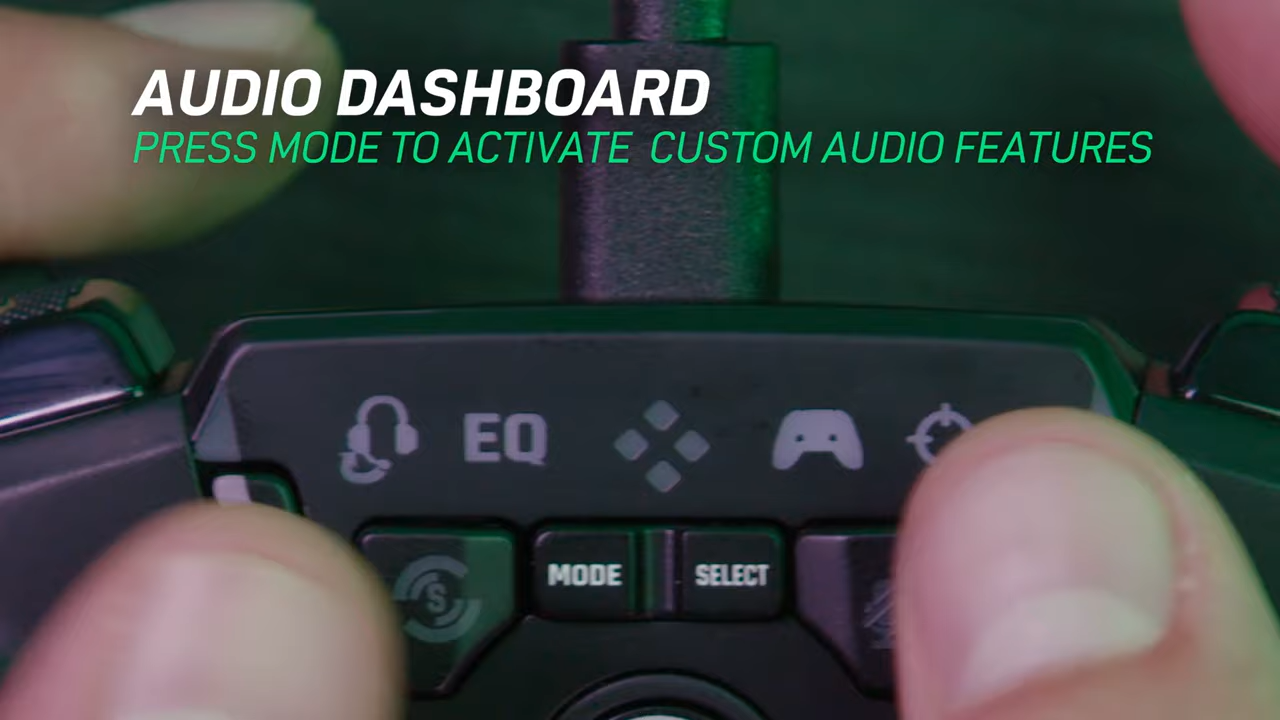 AUDIO DASHBOARD
PRESS MODE TO ACTIVATE CUSTOM AUDIO FEATURES
EQ
S
MODE
SELECT